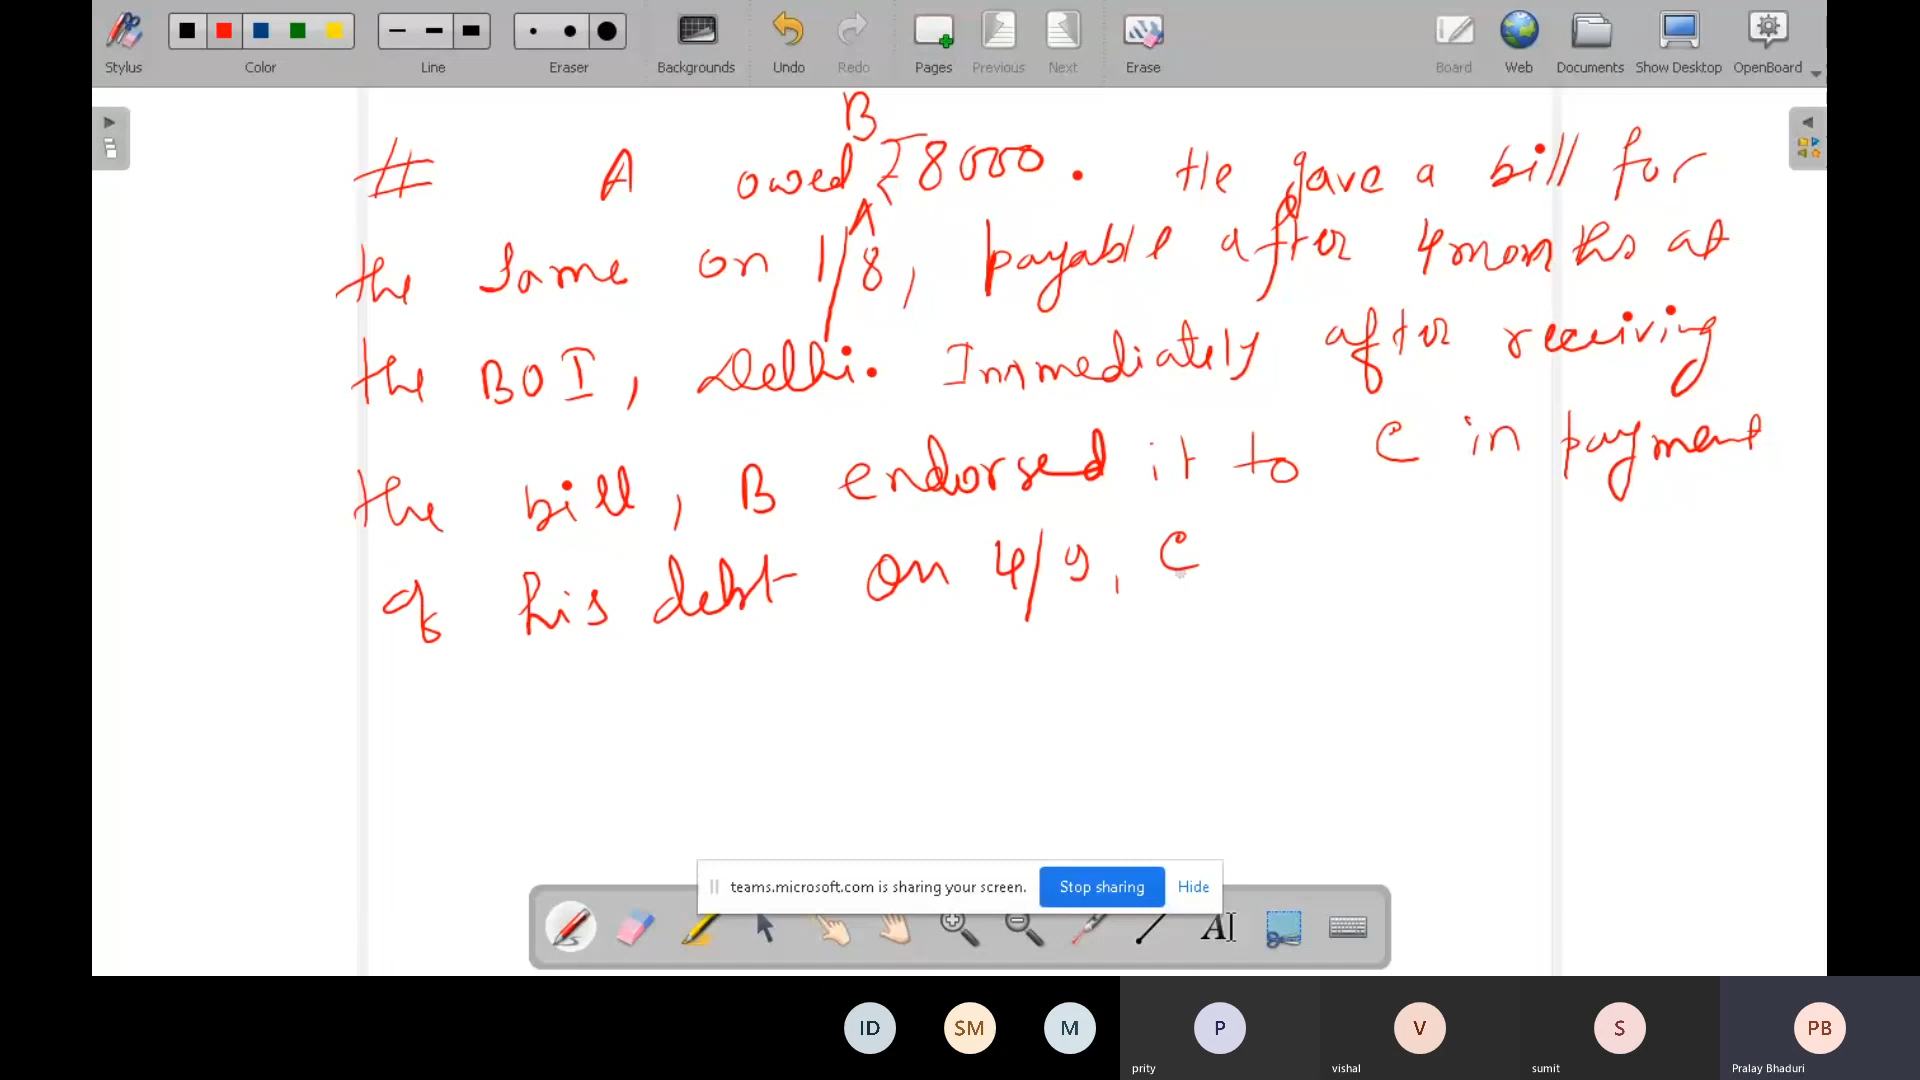 Stylus Color Line Eraser Backgrounds Undo Redo Pages Previous Next Erase Board Web Documents Show Desktop OpenBoard
B
# A owed ₹8000. He gave a bill for
A
the same on 1/8, payable after 4 months at
the BOI, Delhi. Immediately after receiving
the bill, B endorsed it to C in payment
of his debt on 4/9, C
teams.microsoft.com is sharing your screen. Stop sharing Hide
ID SM M P V S PB
prity vishal sumit Pralay Bhaduri